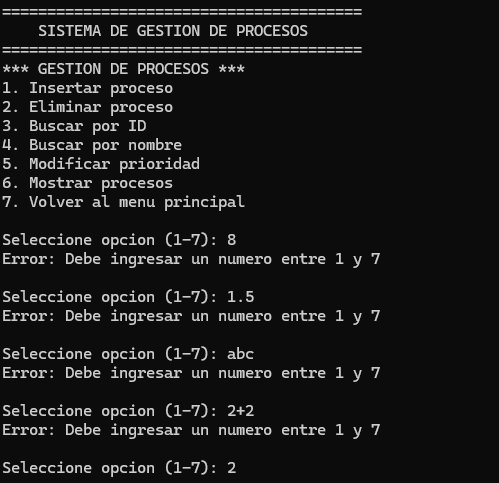 ========================================
SISTEMA DE GESTION DE PROCESOS
========================================
*** GESTION DE PROCESOS ***
1. Insertar proceso
2. Eliminar proceso
3. Buscar por ID
4. Buscar por nombre
5. Modificar prioridad
6. Mostrar procesos
7. Volver al menu principal
Seleccione opcion (1-7): 8
Error: Debe ingresar un numero entre 1 y 7
Seleccione opcion (1-7): 1.5
Error: Debe ingresar un numero entre 1 y 7
Seleccione opcion (1-7): abc
Error: Debe ingresar un numero entre 1 y 7
Seleccione opcion (1-7): 2+2
Error: Debe ingresar un numero entre 1 y 7
Seleccione opcion (1-7): 2